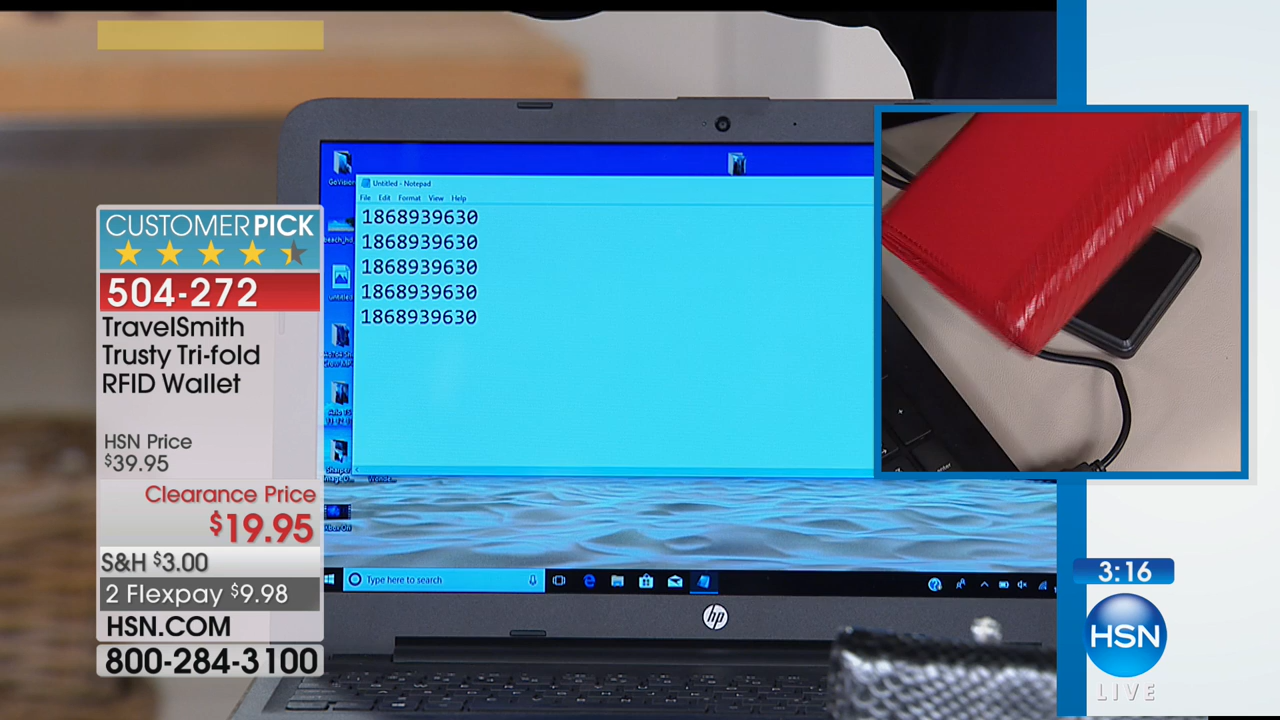 CUSTOMER PICK
504-272
TravelSmith
Trusty Tri-fold
RFID Wallet
HSN Price
$39.95
Clearance Price
$19.95
S&H $3.00
2 Flexpay $9.98
HSN.COM
800-284-3100
Untitled - Notepad
File Edit Format View Help
1868939630
1868939630
1868939630
1868939630
1868939630
Type here to search
hp
enter
3:16
HSN
LIVE